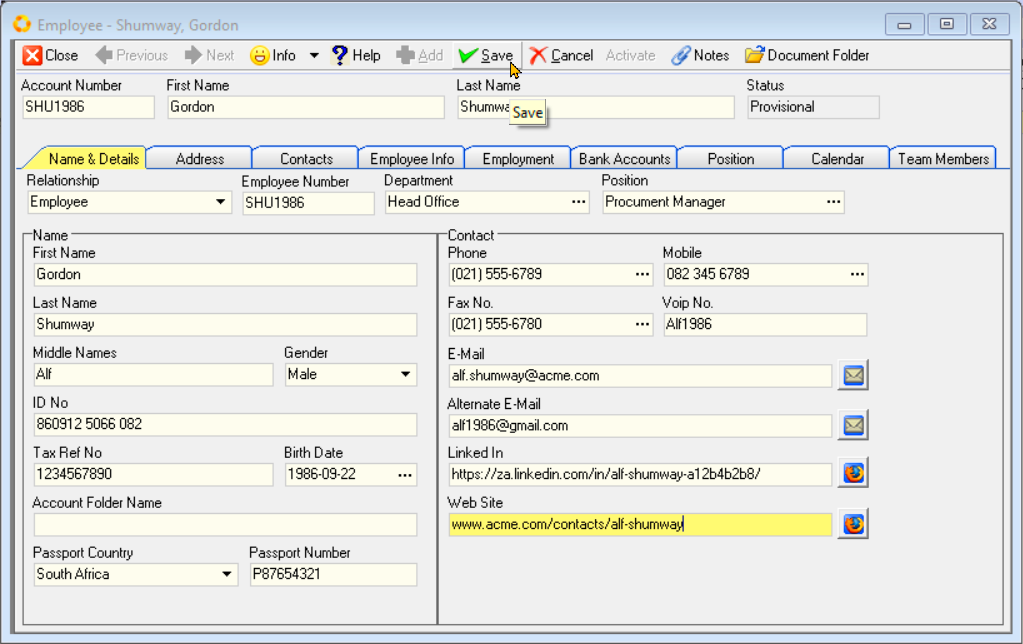 Employee - Shumway, Gordon
Close Previous Next Info Help Add Save Cancel Activate Notes Document Folder
Account Number First Name Last Name Status
SHU1986 Gordon Shumwa Provisional
Save
Name & Details Address Contacts Employee Info Employment Bank Accounts Position Calendar Team Members
Relationship Employee Number Department Position
Employee SHU1986 Head Office ... Procument Manager ...
Name
First Name
Gordon
Last Name
Shumway
Middle Names Gender
Alf Male
ID No
860912 5066 082
Tax Ref No Birth Date
1234567890 1986-09-22 ...
Account Folder Name
Passport Country Passport Number
South Africa P87654321
Contact
Phone Mobile
(021) 555-6789 ... 082 345 6789 ...
Fax No. Voip No.
(021) 555-6780 ... Alf1986
E-Mail
alf.shumway@acme.com
Alternate E-Mail
alf1986@gmail.com
Linked In
https://za.linkedin.com/in/alf-shumway-a12b4b2b8/
Web Site
www.acme.com/contacts/alf-shumway